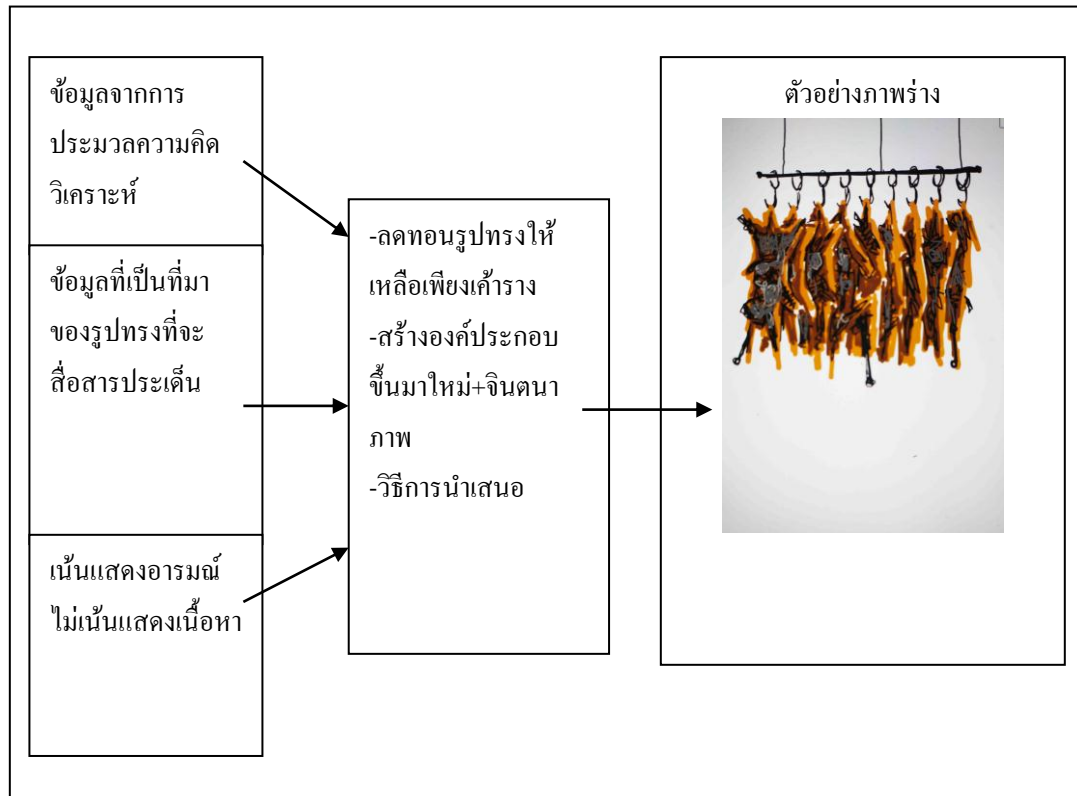 ข้อมูลจากการ
ประมวลความคิด
วิเคราะห์
ข้อมูลที่เป็นที่มา
ของรูปทรงที่จะ
สื่อสารประเด็น
เน้นแสดงอารมณ์
ไม่เน้นแสดงเนื้อหา
-ลดทอนรูปทรงให้
เหลือเพียงเค้าราง
-สร้างองค์ประกอบ
ขึ้นมาใหม่+จินตนา
ภาพ
-วิธีการนำเสนอ
ตัวอย่างภาพร่าง